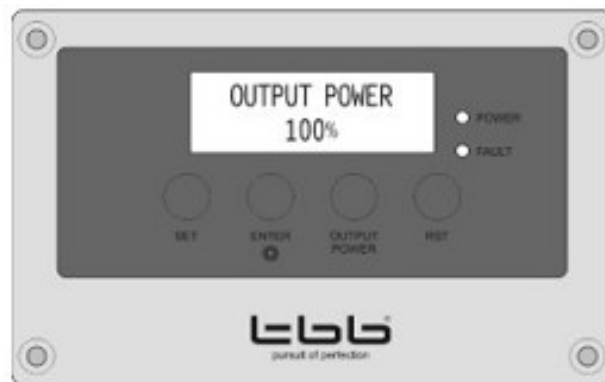 OUTPUT POWER
100%
POWER
FAULT
SET
ENTER
OUTPUT
POWER
RST
tbb®
pursuit of perfection